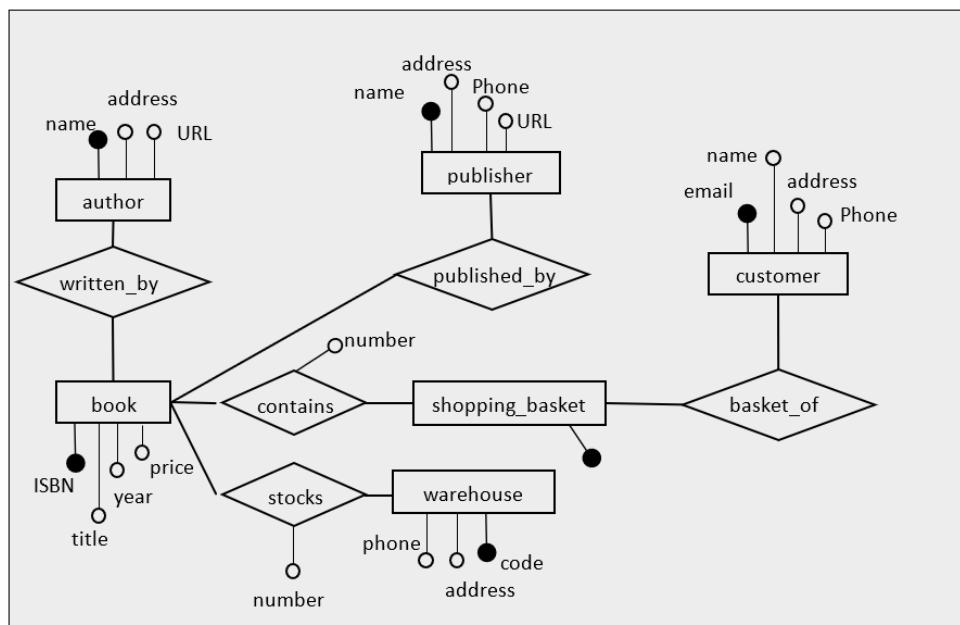 address
name
URL
author
written_by
address
name
Phone
URL
publisher
published_by
name
email
address
Phone
customer
number
book
contains
shopping_basket
basket_of
ISBN
title
year
price
stocks
number
warehouse
phone
address
code